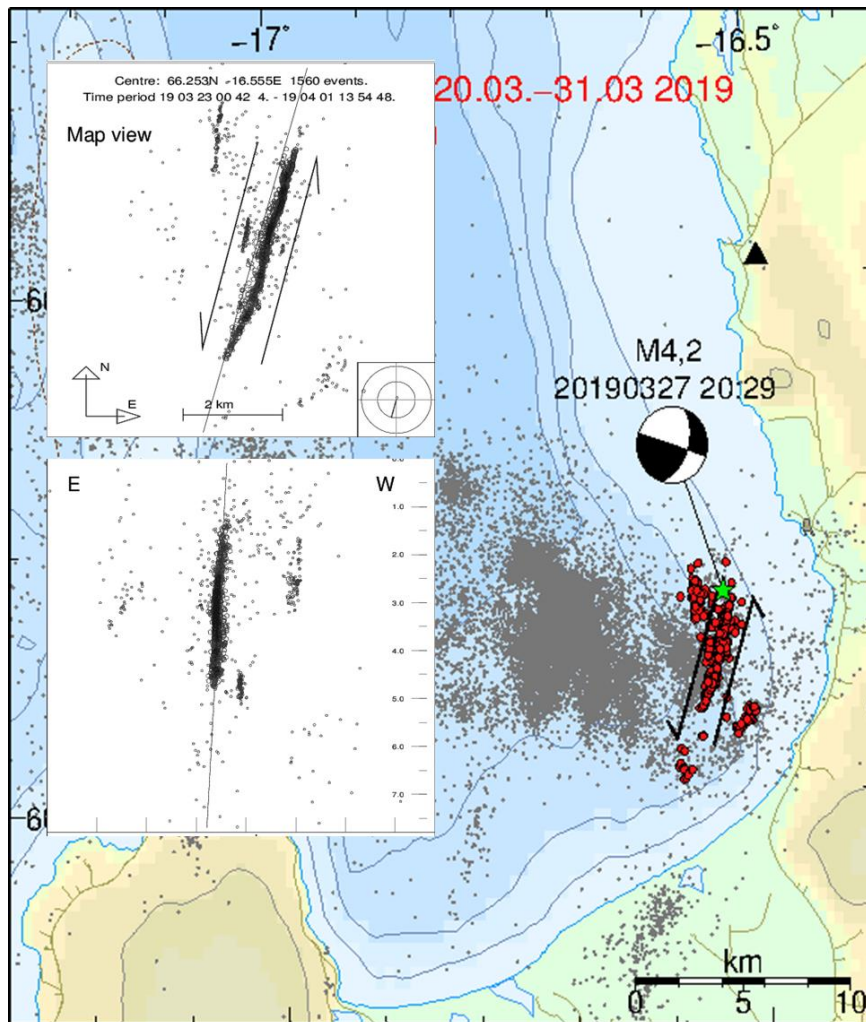 -17°
-16.5°
20.03.-31.03 2019
Centre: 66.253N -16.555E 1560 events.
Time period 19 03 23 00 42 4. - 19 04 01 13 54 48.
Map view
N
E
2 km
M4,2
20190327 20:29
E
W
1.0
2.0
3.0
4.0
5.0
6.0
7.0
km
0
5
10